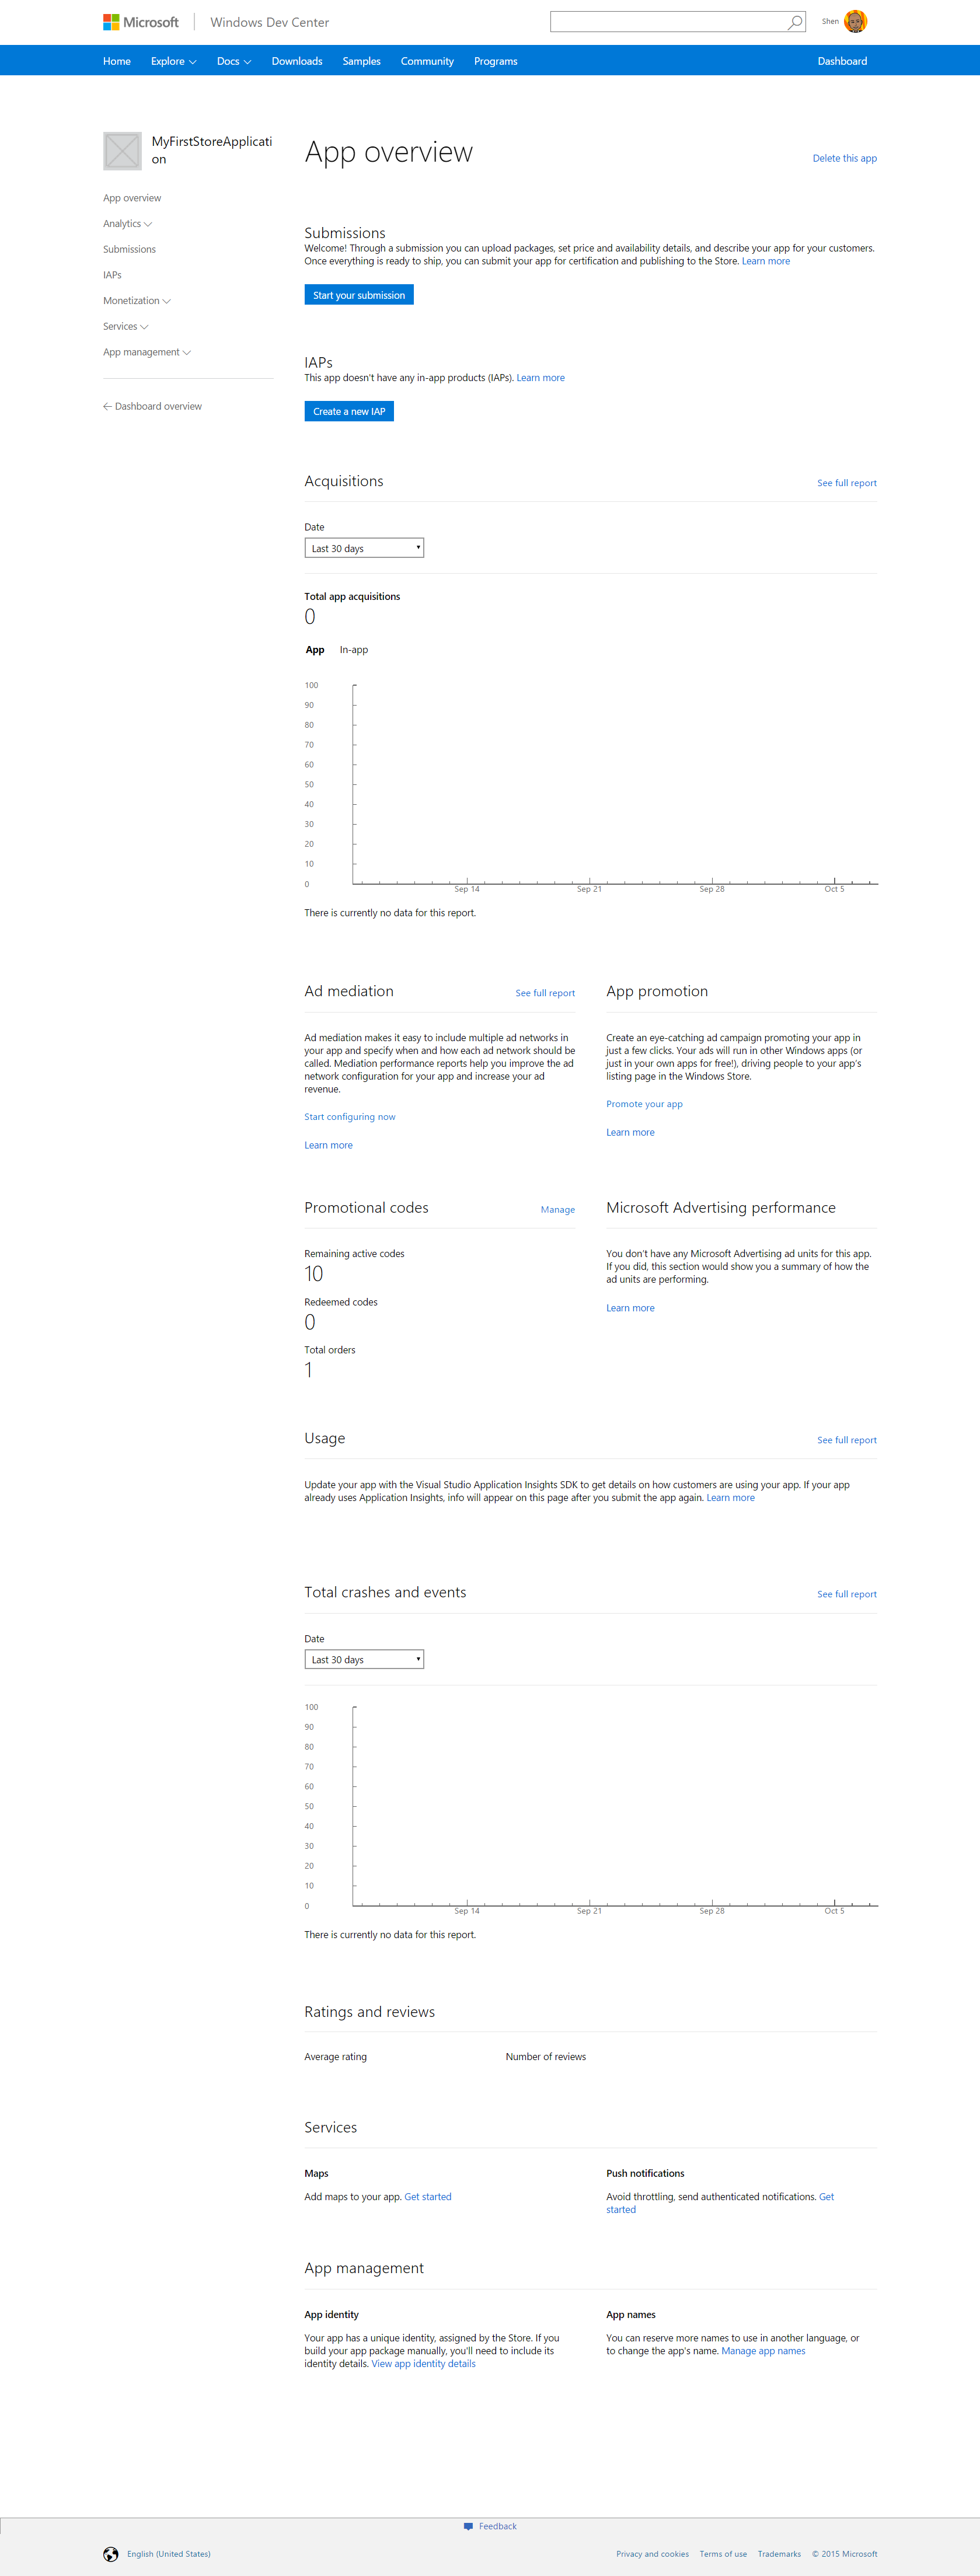 Microsoft
Windows Dev Center
Shen
Home
Explore
Docs
Downloads
Samples
Community
Programs
Dashboard
MyFirstStoreApplicati
on
App overview
Analytics
Submissions
IAPs
Monetization
Services
App management
Dashboard overview
App overview
Delete this app
Submissions
Welcome! Through a submission you can upload packages, set price and availability details, and describe your app for your customers.
Once everything is ready to ship, you can submit your app for certification and publishing to the Store. Learn more
Start your submission
IAPs
This app doesn't have any in-app products (IAPs). Learn more
Create a new IAP
Acquisitions
See full report
Date
Last 30 days
Total app acquisitions
0
App
In-app
100
90
80
70
60
50
40
30
20
10
0
Sep 14
Sep 21
Sep 28
Oct 5
There is currently no data for this report.
Ad mediation
See full report
Ad mediation makes it easy to include multiple ad networks in
your app and specify when and how each ad network should be
called. Mediation performance reports help you improve the ad
network configuration for your app and increase your ad
revenue.
Start configuring now
Learn more
App promotion
Create an eye-catching ad campaign promoting your app in
just a few clicks. Your ads will run in other Windows apps (or
just in your own apps for free!), driving people to your app's
listing page in the Windows Store.
Promote your app
Learn more
Promotional codes
Manage
Remaining active codes
10
Redeemed codes
0
Total orders
1
Microsoft Advertising performance
You don't have any Microsoft Advertising ad units for this app.
If you did, this section would show you a summary of how the
ad units are performing.
Learn more
Usage
See full report
Update your app with the Visual Studio Application Insights SDK to get details on how customers are using your app. If your app
already uses Application Insights, info will appear on this page after you submit the app again. Learn more
Total crashes and events
See full report
Date
Last 30 days
100
90
80
70
60
50
40
30
20
10
0
Sep 14
Sep 21
Sep 28
Oct 5
There is currently no data for this report.
Ratings and reviews
Average rating
Number of reviews
Services
Maps
Add maps to your app. Get started
Push notifications
Avoid throttling, send authenticated notifications. Get
started
App management
App identity
Your app has a unique identity, assigned by the Store. If you
build your app package manually, you'll need to include its
identity details. View app identity details
App names
You can reserve more names to use in another language, or
to change the app's name. Manage app names
Feedback
English (United States)
Privacy and cookies
Terms of use
Trademarks
© 2015 Microsoft